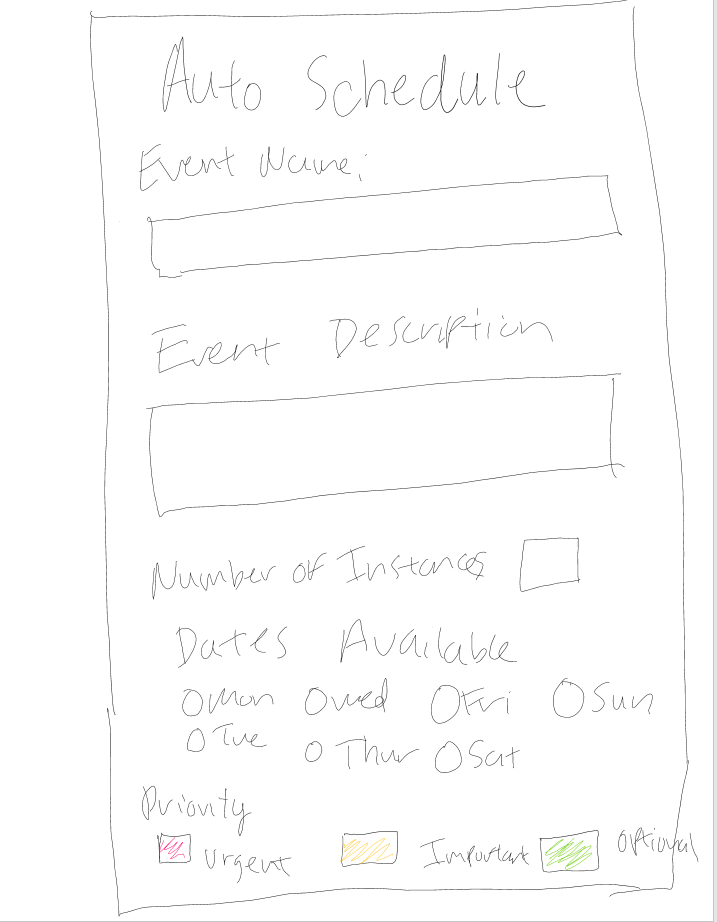 Auto Schedule
Event Name:
Event Description
Number of Instances
Dates Available
Mon Wed Fri Sun
Tue Thur Sat
Priority
Urgent Important Optional